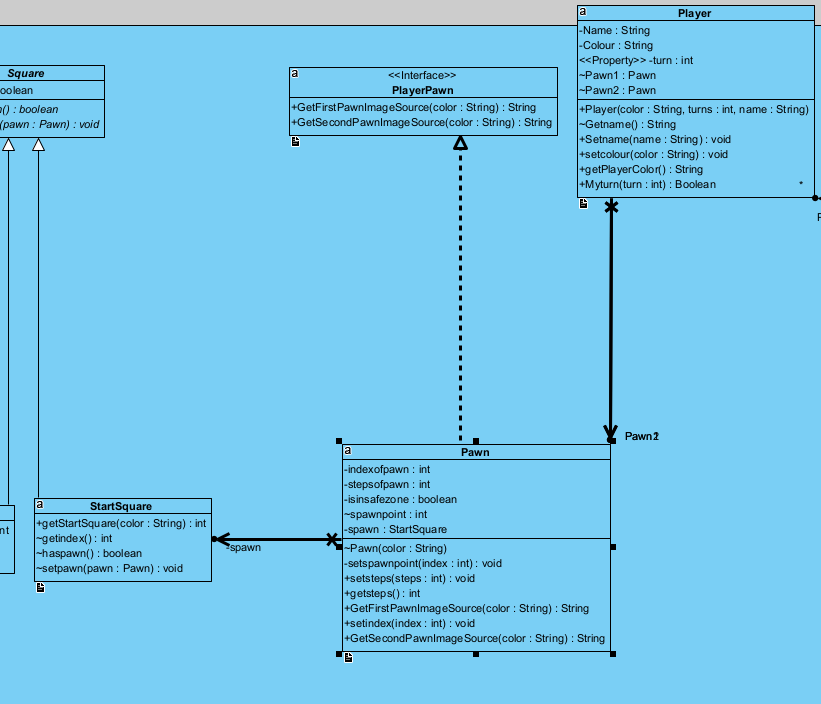 a
Player
-Name : String
-Colour : String
<<Property>> -turn : int
~Pawn1 : Pawn
~Pawn2 : Pawn
+Player(color : String, turns : int, name : String)
~Getname() : String
+Setname(name : String) : void
+setcolour(color : String) : void
+getPlayerColor() : String
+Myturn(turn : int) : Boolean
*
Square
oolean
() : boolean
(pawn : Pawn) : void
a
<<Interface>>
PlayerPawn
+GetFirstPawnImageSource(color : String) : String
+GetSecondPawnImageSource(color : String) : String
a
StartSquare
+getStartSquare(color : String) : int
~getindex() : int
~haspawn() : boolean
~setpawn(pawn : Pawn) : void
nt
-spawn
a
Pawn
-indexofpawn : int
-stepsofpawn : int
-isinsafezone : boolean
~spawnpoint : int
-spawn : StartSquare
~Pawn(color : String)
-setspawnpoint(index : int) : void
+setsteps(steps : int) : void
+getsteps() : int
+GetFirstPawnImageSource(color : String) : String
+setindex(index : int) : void
+GetSecondPawnImageSource(color : String) : String